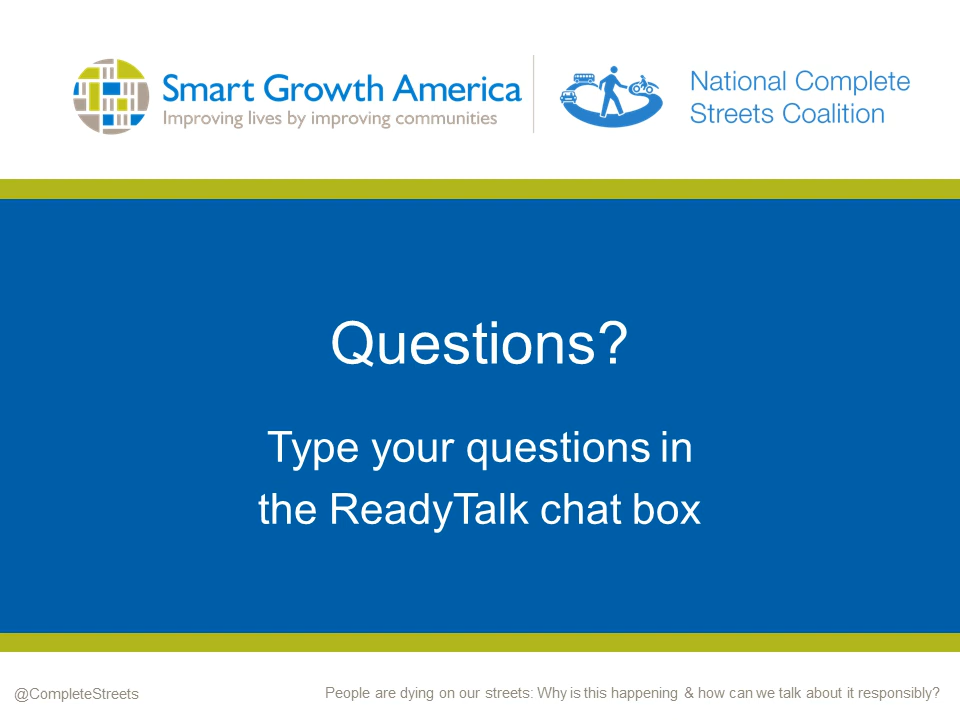 Smart Growth America
Improving lives by improving communities
National Complete
Streets Coalition
Questions?
Type your questions in
the ReadyTalk chat box
@CompleteStreets
People are dying on our streets: Why is this happening & how can we talk about it responsibly?